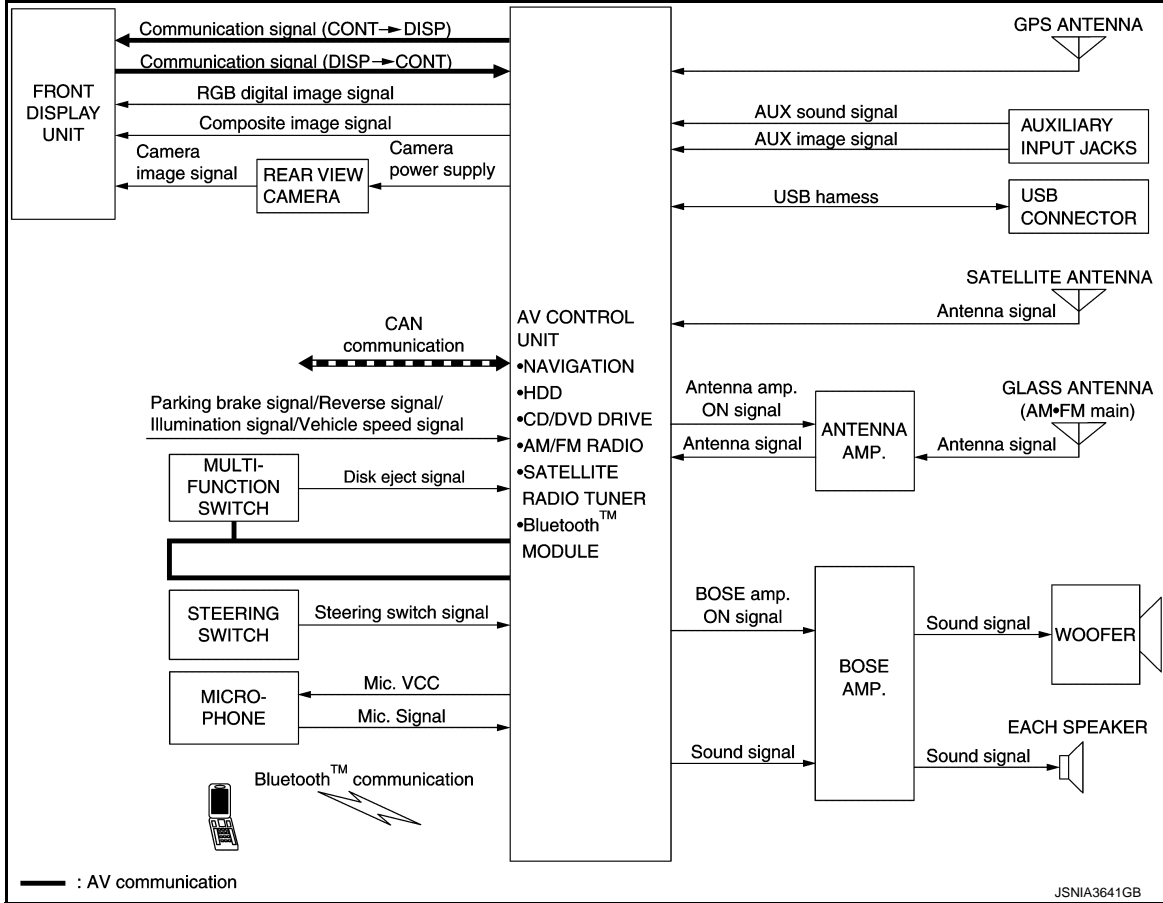 Communication signal (CONT→DISP)
Communication signal (DISP→CONT)
FRONT
DISPLAY
UNIT
RGB digital image signal
Composite image signal
Camera
image signal
REAR VIEW
CAMERA
Camera
power supply
GPS ANTENNA
AUX sound signal
AUX image signal
AUXILIARY
INPUT JACKS
USB harness
USB
CONNECTOR
SATELLITE ANTENNA
Antenna signal
CAN
communication
Parking brake signal/Reverse signal/
Illumination signal/Vehicle speed signal
MULTI-
FUNCTION
SWITCH
Disk eject signal
STEERING
SWITCH
Steering switch signal
MICRO-
PHONE
Mic. VCC
Mic. Signal
Bluetooth™ communication
AV CONTROL
UNIT
•NAVIGATION
•HDD
•CD/DVD DRIVE
•AM/FM RADIO
•SATELLITE
RADIO TUNER
•Bluetooth™
MODULE
Antenna amp.
ON signal
Antenna signal
ANTENNA
AMP.
GLASS ANTENNA
(AM•FM main)
Antenna signal
BOSE amp.
ON signal
Sound signal
BOSE
AMP.
Sound signal
WOOFER
EACH SPEAKER
Sound signal
: AV communication
JSNIA3641GB